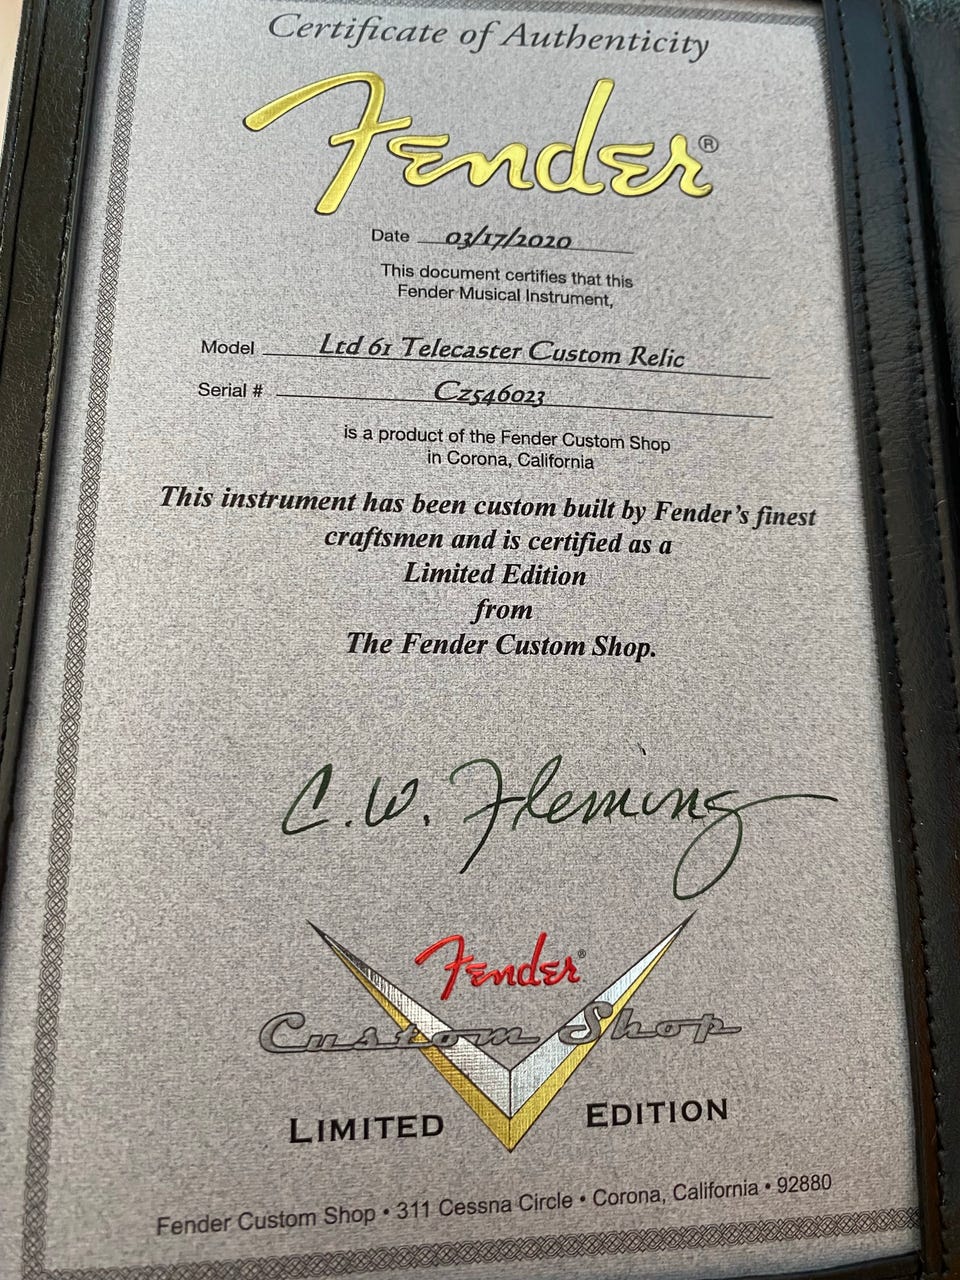 Certificate of Authenticity
Fender®
Date 03/17/2020
This document certifies that this
Fender Musical Instrument,
Model Ltd 61 Telecaster Custom Relic
Serial # CZ546023
is a product of the Fender Custom Shop
in Corona, California
This instrument has been custom built by Fender's finest
craftsmen and is certified as a
Limited Edition
from
The Fender Custom Shop.
C.W. Fleming
Fender®
Custom Shop
LIMITED EDITION
Fender Custom Shop • 311 Cessna Circle • Corona, California • 92880